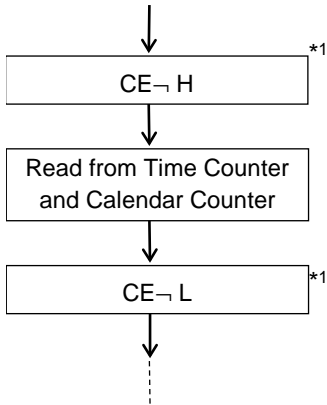 *1
CE¬ H
Read from Time Counter
and Calendar Counter
*1
CE¬ L